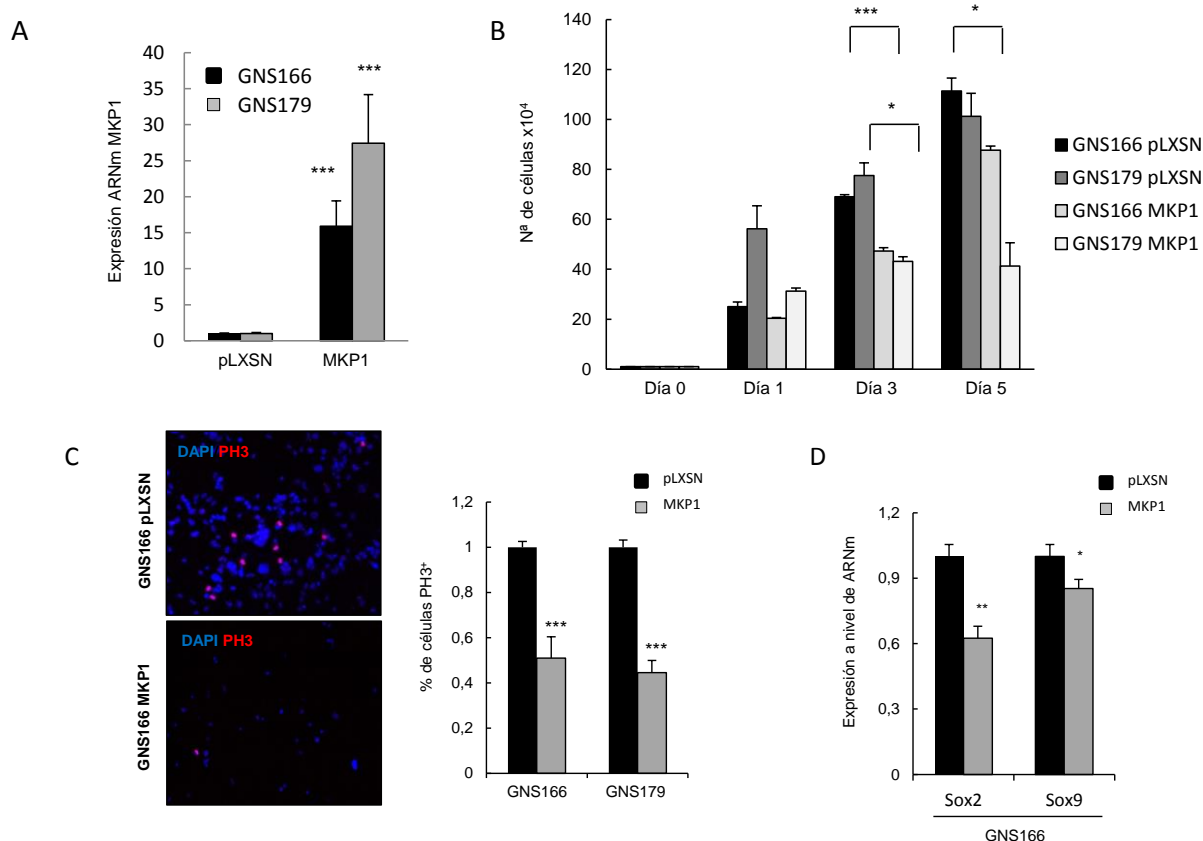 A
Expresión ARNm MKP1
40
35
30
25
20
15
10
5
0
GNS166
GNS179
***
***
pLXSN
MKP1
B
Nª de células x10⁴
140
120
100
80
60
40
20
0
***
*
*
Día 0
Día 1
Día 3
Día 5
GNS166 pLXSN
GNS179 pLXSN
GNS166 MKP1
GNS179 MKP1
C
GNS166 pLXSN
DAPI PH3
GNS166 MKP1
DAPI PH3
pLXSN
MKP1
% de células PH3⁺
1,2
1
0,8
0,6
0,4
0,2
0
***
***
GNS166
GNS179
D
pLXSN
MKP1
Expresión a nivel de ARNm
1,2
0,9
0,6
0,3
0
**
*
Sox2
Sox9
GNS166